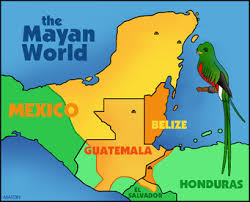 the
Mayan
World
MEXICO
BELIZE
GUATEMALA
HONDURAS
EL
SALVADOR